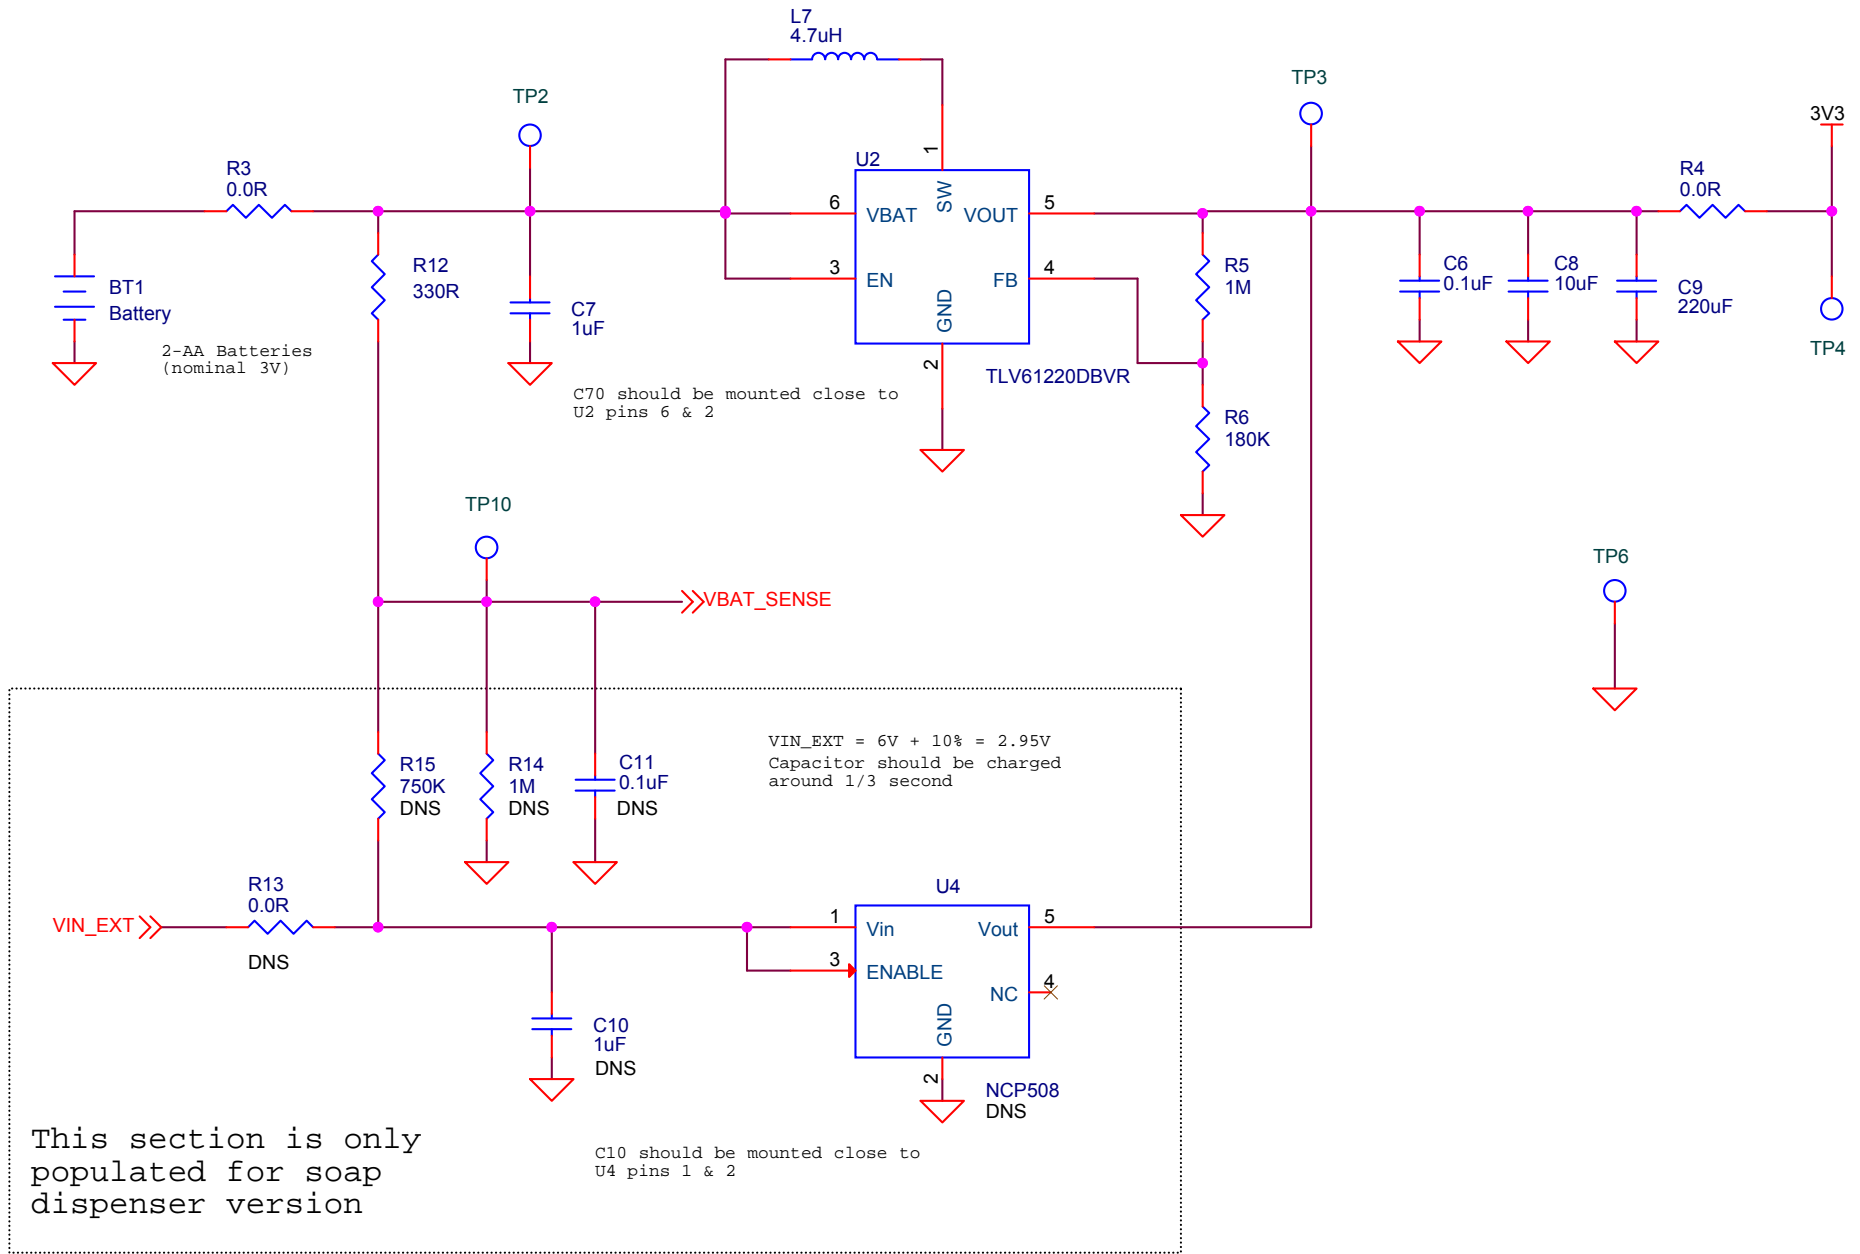 L7
4.7uH
TP2
TP3
3V3
R3
0.0R
U2
1
R4
0.0R
6
VBAT
SW
VOUT
5
R12
330R
3
EN
FB
4
GND
2
R5
1M
C6
0.1uF
C8
10uF
C9
220uF
BT1
Battery
C7
1uF
2-AA Batteries
(nominal 3V)
TP4
TLV61220DBVR
C70 should be mounted close to
U2 pins 6 & 2
R6
180K
TP10
TP6
VBAT_SENSE
VIN_EXT = 6V + 10% = 2.95V
Capacitor should be charged
around 1/3 second
R15
750K
DNS
R14
1M
DNS
C11
0.1uF
DNS
R13
0.0R
DNS
VIN_EXT
U4
1
Vin
Vout
5
3
ENABLE
NC
4
GND
2
C10
1uF
DNS
NCP508
DNS
This section is only
populated for soap
dispenser version
C10 should be mounted close to
U4 pins 1 & 2